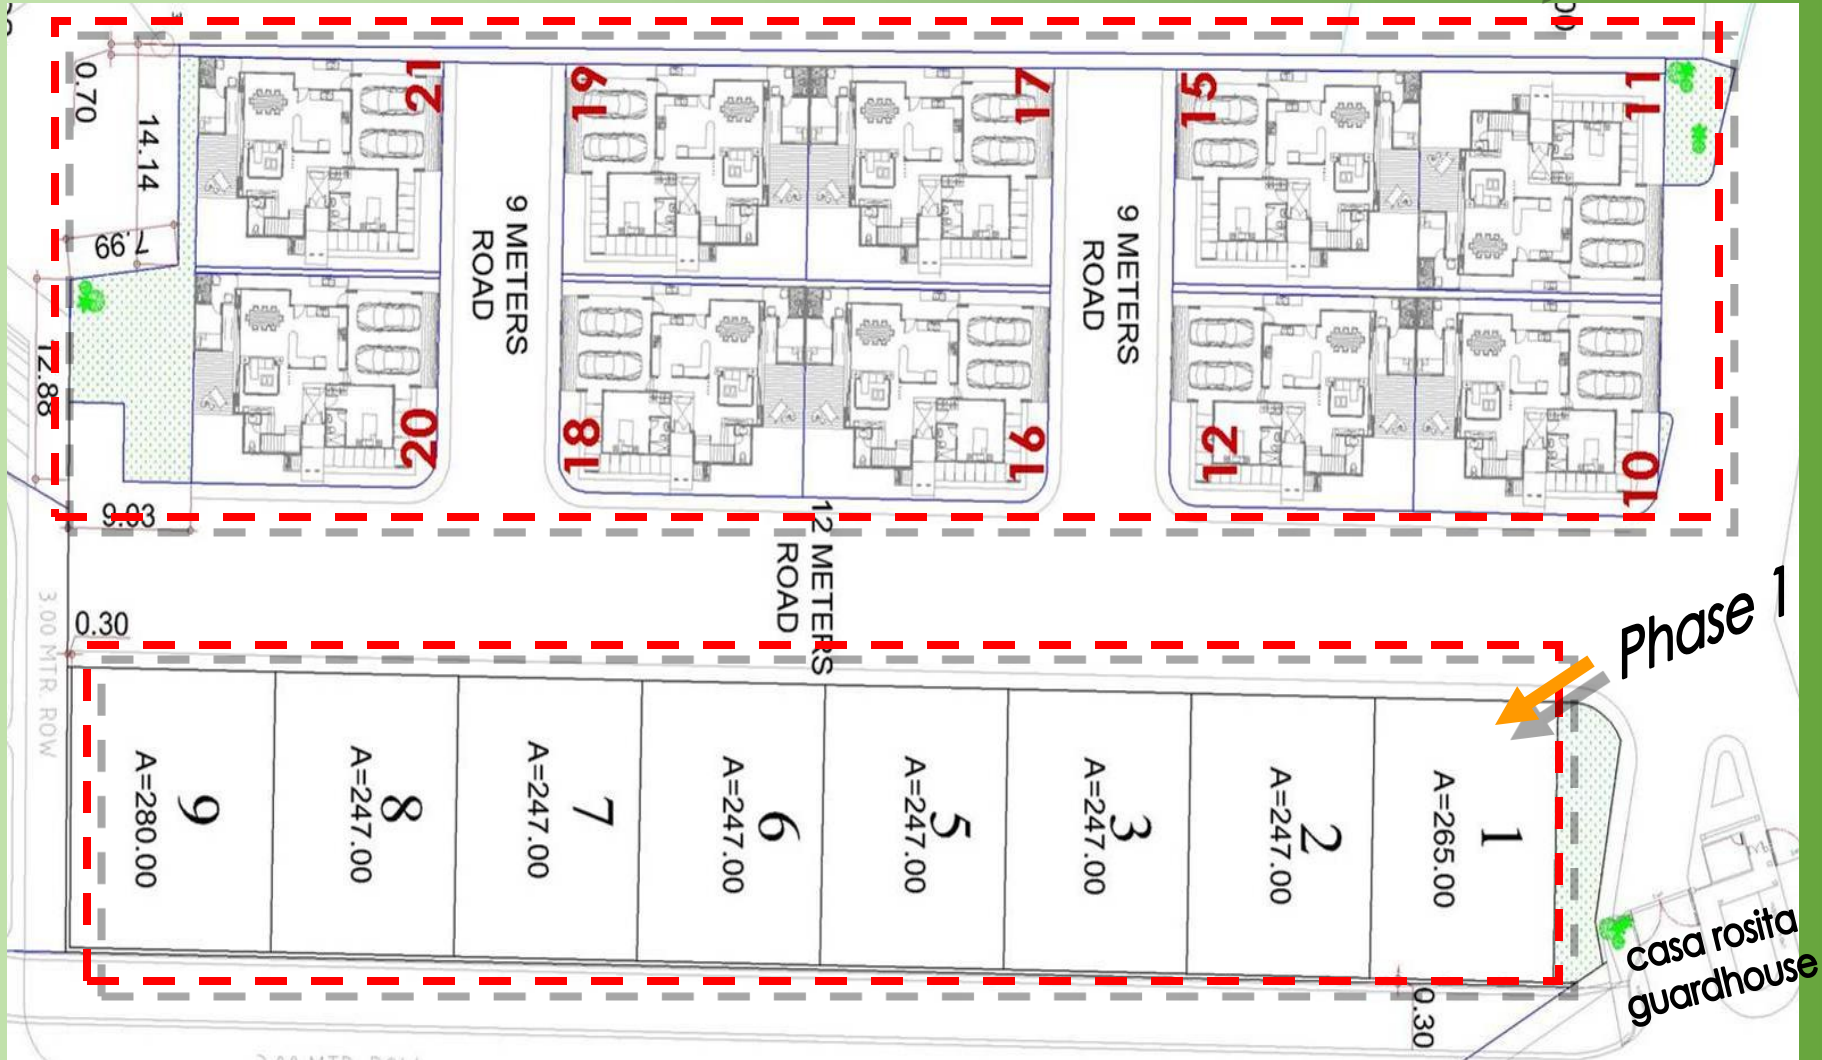 21
19
17
15
11
0.70
14.14
7.99
12.88
9.83
9 METERS
ROAD
9 METERS
ROAD
20
18
16
12
10
12 METERS
ROAD
3.00 MTR. ROW
0.30
Phase 1
9
A=280.00
8
A=247.00
7
A=247.00
6
A=247.00
5
A=247.00
3
A=247.00
2
A=247.00
1
A=265.00
casa rosita
guardhouse
0.30